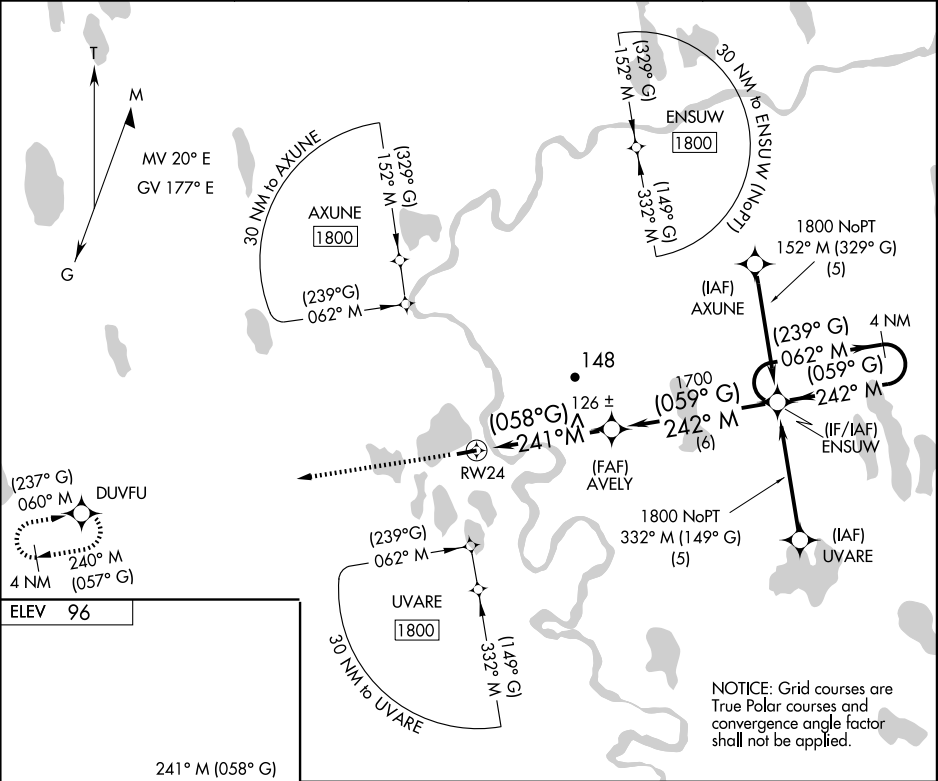 T
M
MV 20° E
GV 177° E
G
30 NM to AXUNE
AXUNE
1800
(329° G)
152° M
(239°G)
062° M
(329° G)
152° M
ENSUW
1800
(149° G)
332° M
30 NM to ENSUW (NoPT)
1800 NoPT
152° M (329° G)
(5)
(IAF)
AXUNE
(239° G)
062° M
4 NM
(059° G)
242° M
(IF/IAF)
ENSUW
148
126 ±
1700
(059° G)
242° M
(6)
(058°G)
241°M
RW24
(FAF)
AVELY
1800 NoPT
332° M (149° G)
(5)
(IAF)
UVARE
(237° G)
060° M
DUVFU
4 NM
240° M
(057° G)
ELEV 96
(239°G)
062° M
UVARE
1800
(149°G)
332° M
30 NM to UVARE
NOTICE: Grid courses are
True Polar courses and
convergence angle factor
shall not be applied.
241° M (058° G)